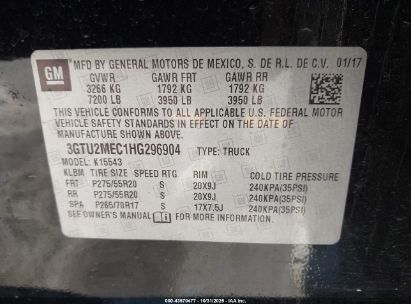 GM
MFD BY GENERAL MOTORS DE MEXICO, S. DE R.L. DE C.V. 01/17
GVWR GAWR FRT GAWR RR
3266 KG 1792 KG 1792 KG
7200 LB 3950 LB 3950 LB
THIS VEHICLE CONFORMS TO ALL APPLICABLE U.S. FEDERAL MOTOR
VEHICLE SAFETY AND THEFT PREVENTION STANDARDS IN EFFECT ON
THE DATE OF MANUFACTURE SHOWN ABOVE.
3GTU2MEC1HG296904 TYPE: TRUCK
K15543
KLBM TIRE SIZE SPEED RTG RIM COLD TIRE PRESSURE
FRT P275/55R20 S 20X9J 240KPA(35PSI)
RR P275/55R20 S 20X9J 240KPA(35PSI)
SPA P265/70R17 S 17X7.5J 240KPA(35PSI)
SEE OWNER'S MANUAL FOR MORE INFORMATION.